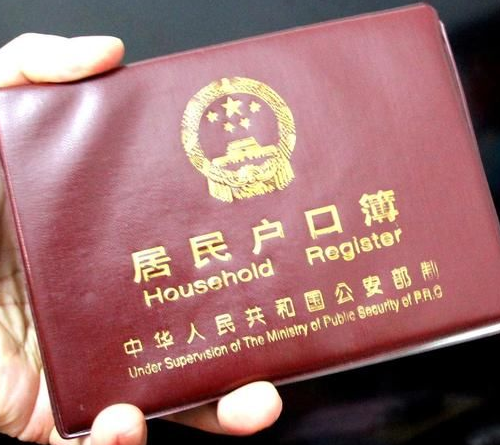 居民户口簿
Household Register
中华人民共和国公安部制
Under Supervision of The Ministry of Public Security of P.R.C